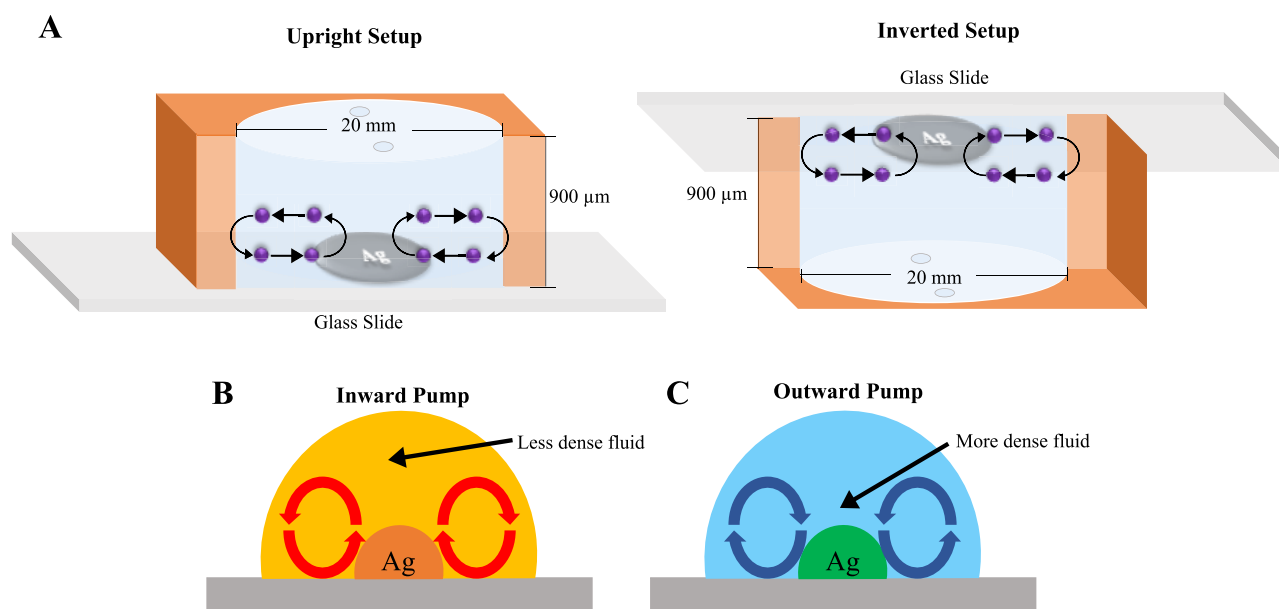 A
Upright Setup
20 mm
900 µm
Ag
Glass Slide
Inverted Setup
Glass Slide
Ag
900 µm
20 mm
B
Inward Pump
Less dense fluid
Ag
C
Outward Pump
More dense fluid
Ag